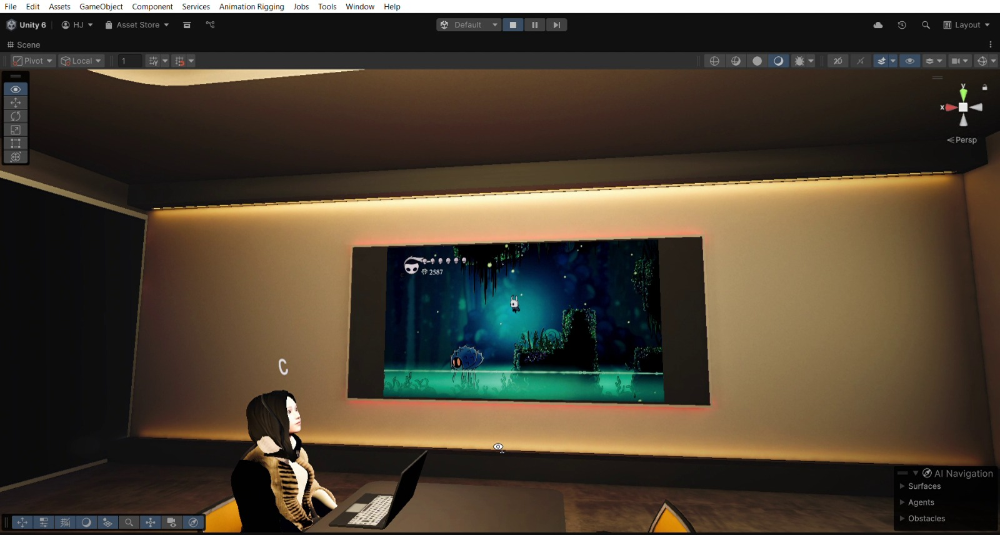 File Edit Assets GameObject Component Services Animation Rigging Jobs Tools Window Help
Unity 6 HJ Asset Store Default Layout
Scene
Pivot Local 1 2D
y
x
Persp
2587
C
AI Navigation
Surfaces
Agents
Obstacles